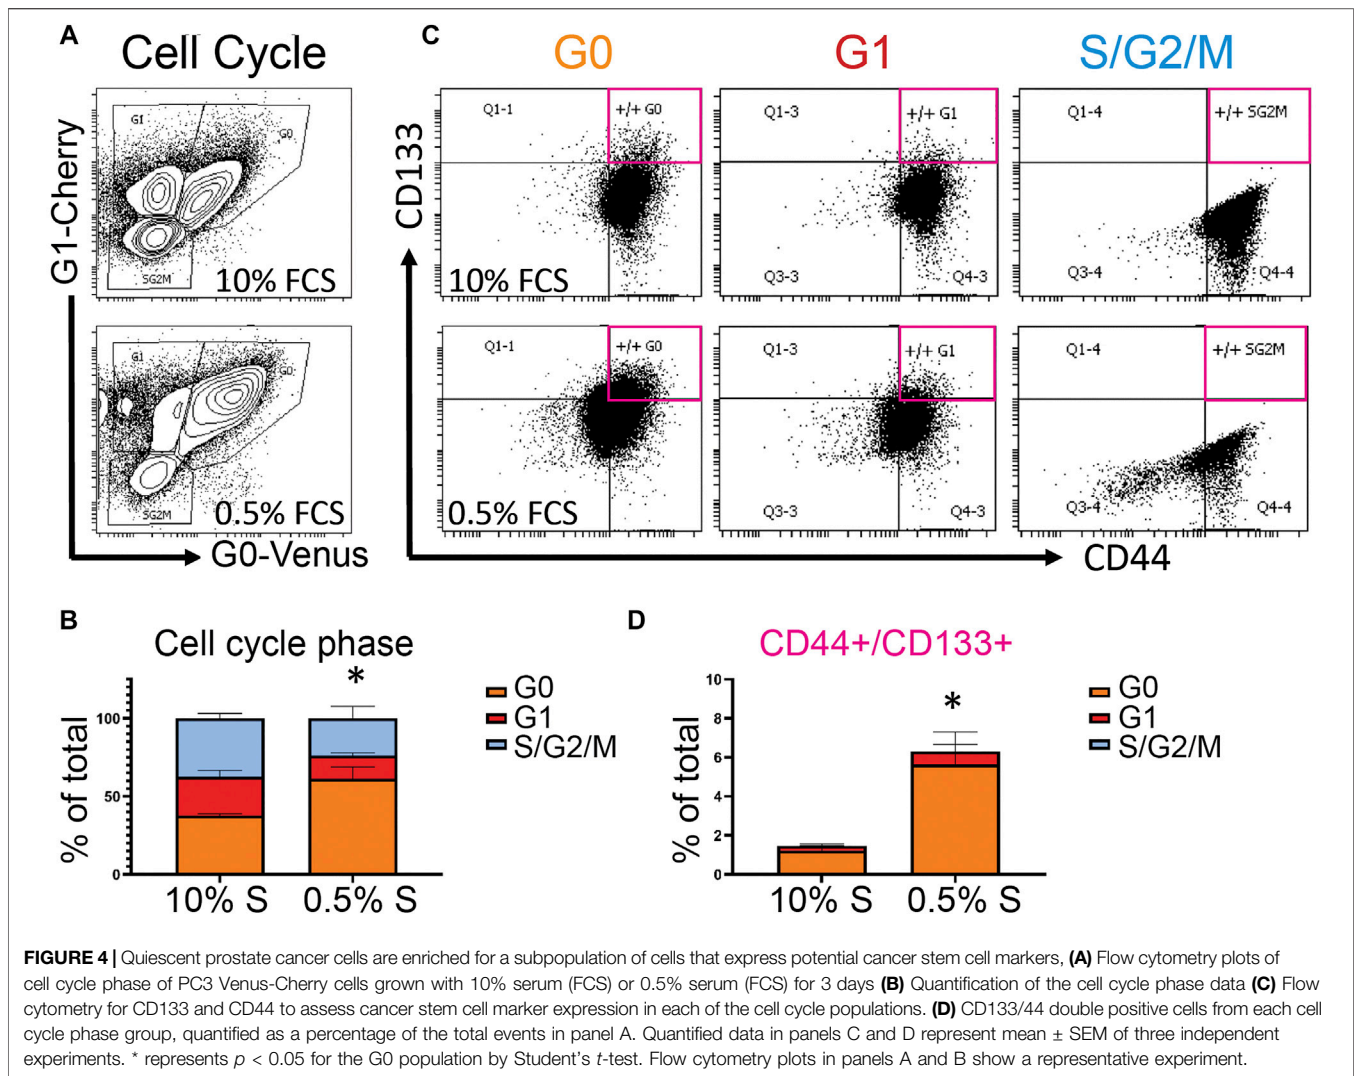 A
Cell Cycle
G1-Cherry
G1
G0
SG2M
10% FCS
G1
G0
SG2M
0.5% FCS
G0-Venus
C
G0
G1
S/G2/M
CD133
Q1-1
+/+ G0
10% FCS
Q1-3
+/+ G1
Q3-3
Q4-3
Q1-4
+/+ SG2M
Q3-4
Q4-4
Q1-1
+/+ G0
0.5% FCS
Q1-3
+/+ G1
Q3-3
Q4-3
Q1-4
+/+ SG2M
Q3-4
Q4-4
CD44
B
Cell cycle phase
*
% of total
100
50
0
10% S
0.5% S
G0
G1
S/G2/M
D
CD44+/CD133+
*
% of total
10
8
6
4
2
0
10% S
0.5% S
G0
G1
S/G2/M
FIGURE 4 | Quiescent prostate cancer cells are enriched for a subpopulation of cells that express potential cancer stem cell markers, (A) Flow cytometry plots of
cell cycle phase of PC3 Venus-Cherry cells grown with 10% serum (FCS) or 0.5% serum (FCS) for 3 days (B) Quantification of the cell cycle phase data (C) Flow
cytometry for CD133 and CD44 to assess cancer stem cell marker expression in each of the cell cycle populations. (D) CD133/44 double positive cells from each cell
cycle phase group, quantified as a percentage of the total events in panel A. Quantified data in panels C and D represent mean ± SEM of three independent
experiments. * represents p < 0.05 for the G0 population by Student's t-test. Flow cytometry plots in panels A and B show a representative experiment.